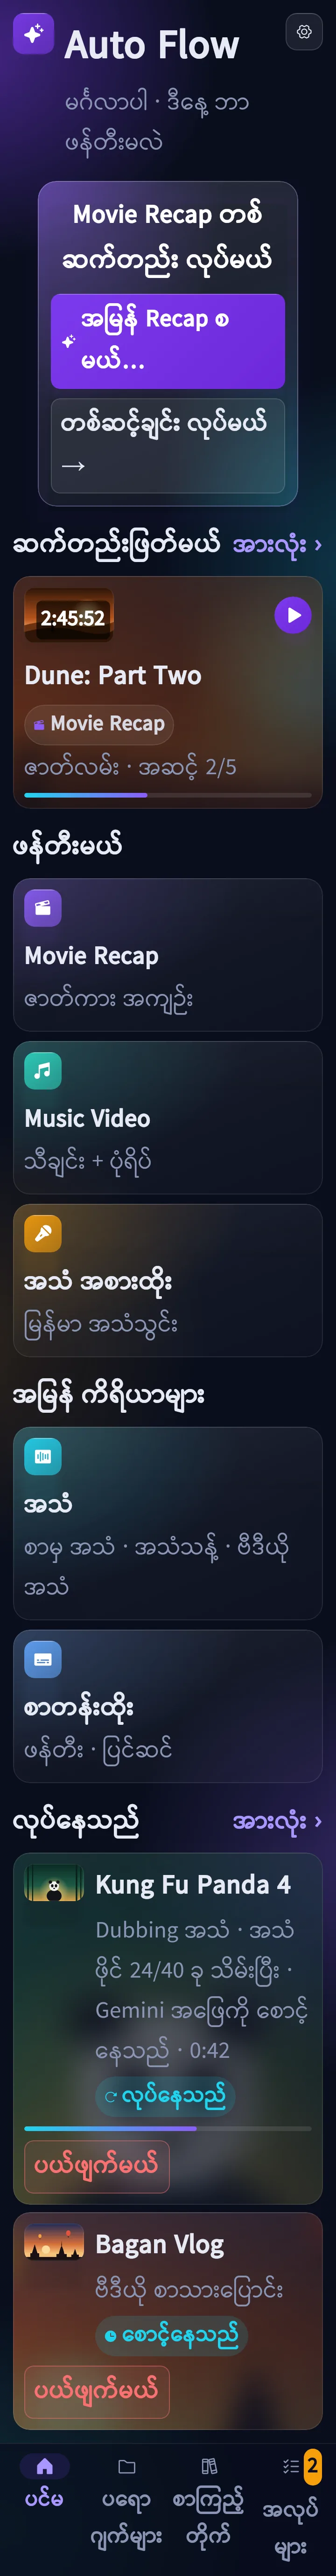 Auto Flow
မင်္ဂလာပါ · ဒီနေ့ ဘာ
ဖန်တီးမလဲ
Movie Recap တစ်
ဆက်တည်း လုပ်မယ်
အမြန် Recap စ
မယ်...
တစ်ဆင့်ချင်း လုပ်မယ်
→
ဆက်တည်းဖြတ်မယ် အားလုံး ›
2:45:52
Dune: Part Two
Movie Recap
ဇာတ်လမ်း · အဆင့် 2/5
ဖန်တီးမယ်
Movie Recap
ဇာတ်ကား အကျဉ်း
Music Video
သီချင်း + ပုံရိပ်
အသံ အစားထိုး
မြန်မာ အသံသွင်း
အမြန် ကိရိယာများ
အသံ
စာမှ အသံ · အသံသန့် · ဗီဒီယို
အသံ
စာတန်းထိုး
ဖန်တီး · ပြင်ဆင်
လုပ်နေသည် အားလုံး ›
Kung Fu Panda 4
Dubbing အသံ · အသံ
ဖိုင် 24/40 ခု သိမ်းပြီး ·
Gemini အဖြေကို စောင့်
နေသည် · 0:42
လုပ်နေသည်
ပယ်ဖျက်မယ်
Bagan Vlog
ဗီဒီယို စာသားပြောင်း
စောင့်နေသည်
ပယ်ဖျက်မယ်
2
ပင်မ ပရော စာကြည့် အလုပ်
ဂျက်များ တိုက် များ